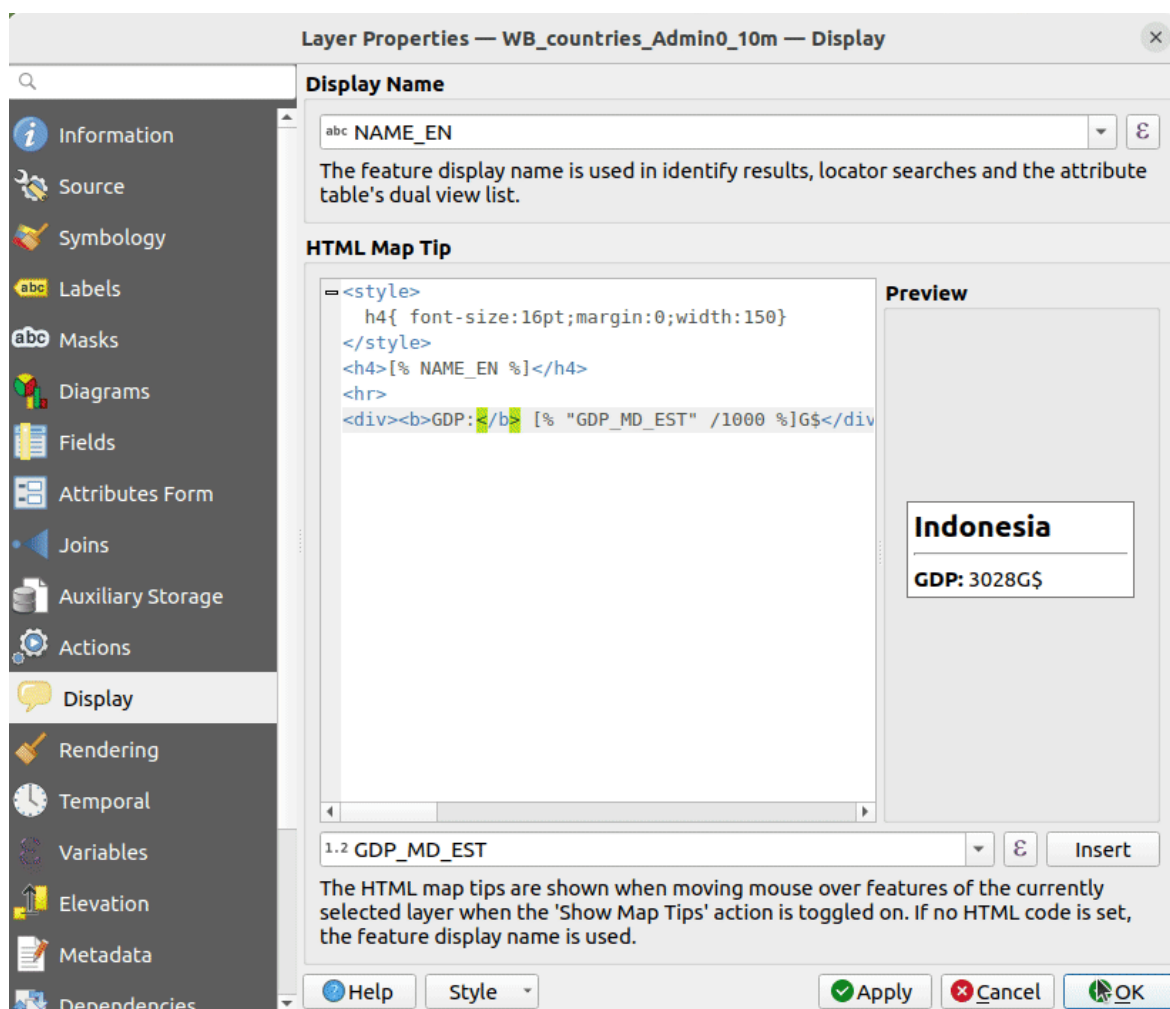 Layer Properties — WB_countries_Admin0_10m — Display
Information
Source
Symbology
abc Labels
abc Masks
Diagrams
Fields
Attributes Form
Joins
Auxiliary Storage
Actions
Display
Rendering
Temporal
Variables
Elevation
Metadata
Dependencies
Display Name
abc NAME_EN
ε
The feature display name is used in identify results, locator searches and the attribute
table's dual view list.
HTML Map Tip
<style>
h4{ font-size:16pt;margin:0;width:150}
</style>
<h4>[% NAME_EN %]</h4>
<hr>
<div><b>GDP:</b> [% "GDP_MD_EST" /1000 %]G$</div
Preview
Indonesia
GDP: 3028G$
1.2 GDP_MD_EST
ε
Insert
The HTML map tips are shown when moving mouse over features of the currently
selected layer when the 'Show Map Tips' action is toggled on. If no HTML code is set,
the feature display name is used.
Help
Style
Apply
Cancel
OK